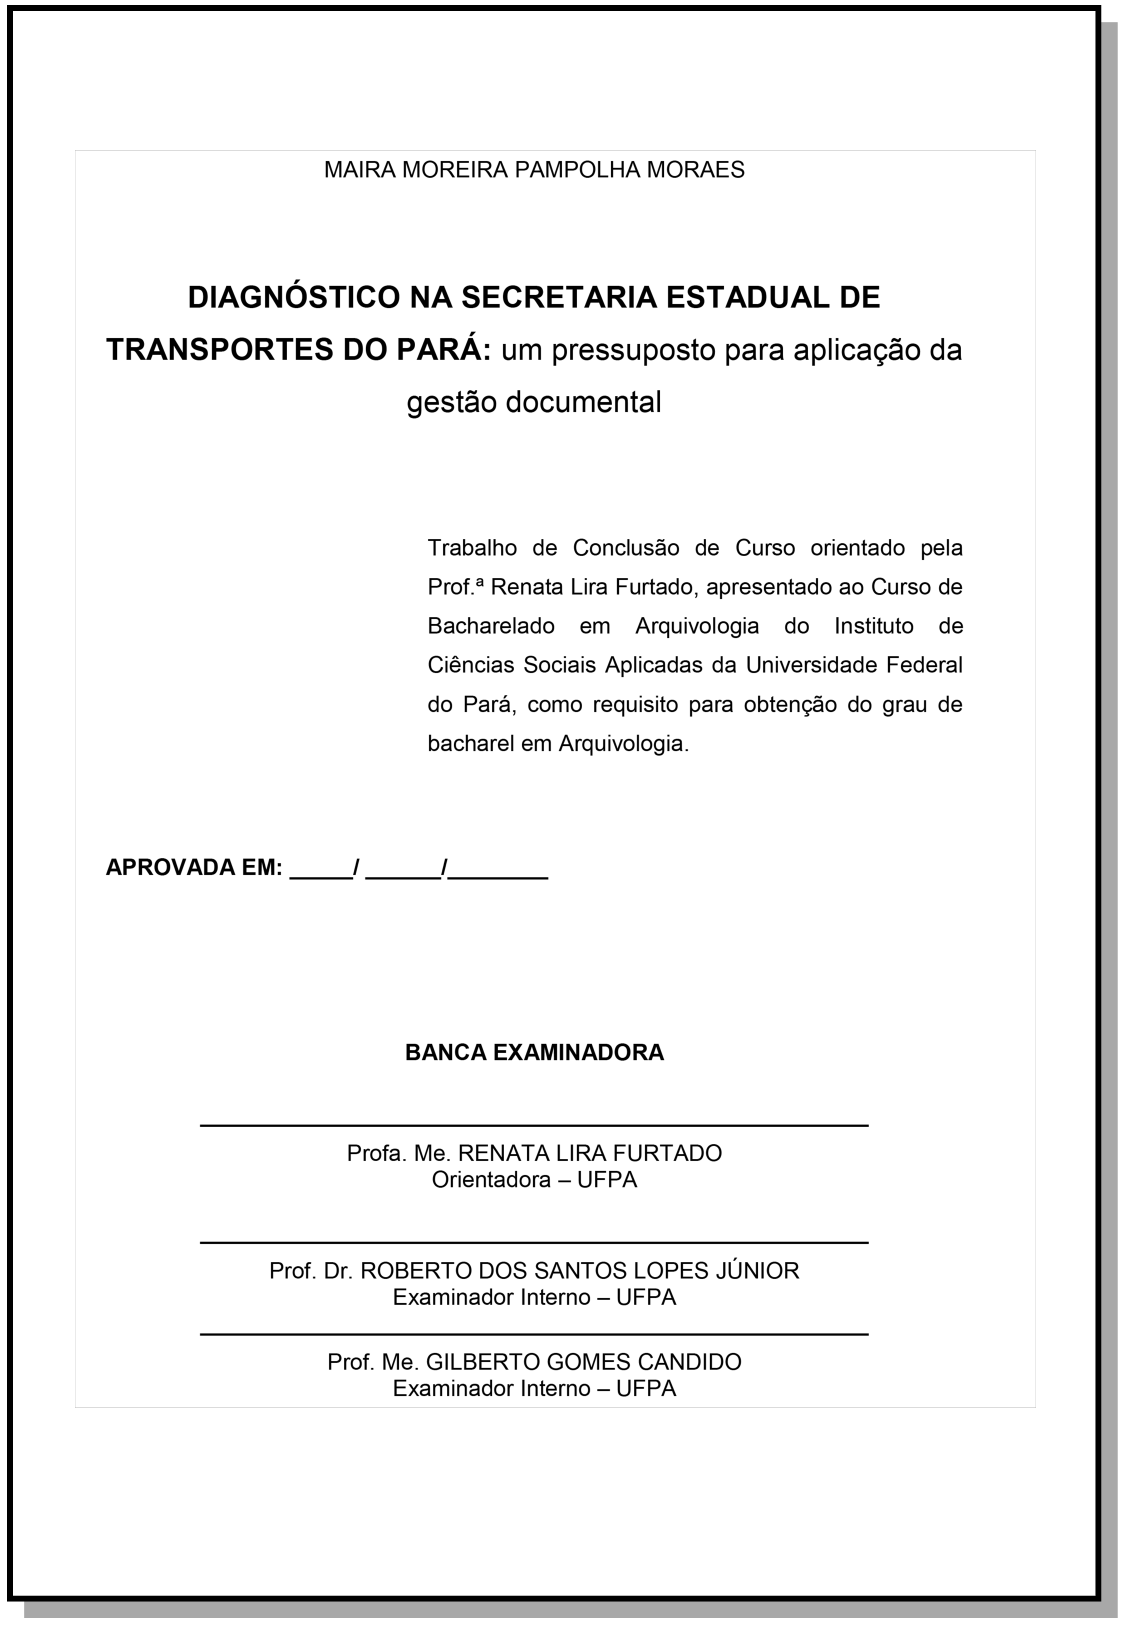 MAIRA MOREIRA PAMPOLHA MORAES
DIAGNÓSTICO NA SECRETARIA ESTADUAL DE
TRANSPORTES DO PARÁ: um pressuposto para aplicação da
gestão documental
Trabalho de Conclusão de Curso orientado pela
Prof.ª Renata Lira Furtado, apresentado ao Curso de
Bacharelado em Arquivologia do Instituto de
Ciências Sociais Aplicadas da Universidade Federal
do Pará, como requisito para obtenção do grau de
bacharel em Arquivologia.
APROVADA EM: _____/ ______/________
BANCA EXAMINADORA
Profa. Me. RENATA LIRA FURTADO
Orientadora – UFPA
Prof. Dr. ROBERTO DOS SANTOS LOPES JÚNIOR
Examinador Interno – UFPA
Prof. Me. GILBERTO GOMES CANDIDO
Examinador Interno – UFPA